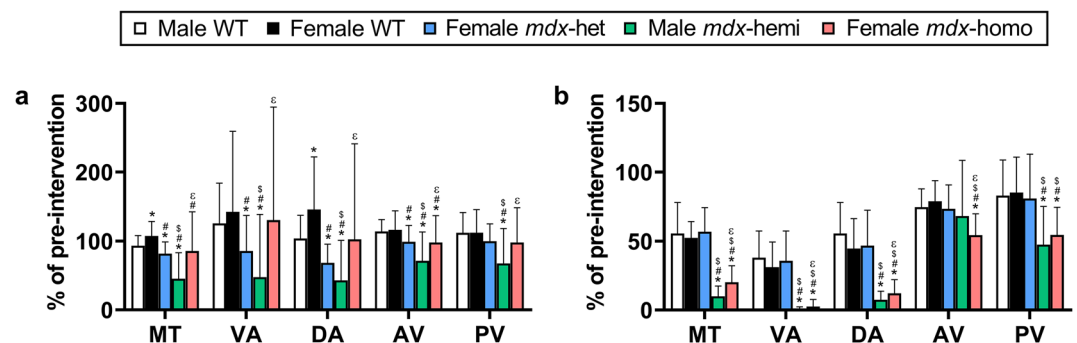 Male WT Female WT Female mdx-het Male mdx-hemi Female mdx-homo
a
% of pre-intervention
300
200
100
0
* # * $ # * ε #
ε # * $ # * ε
* # * $ # * ε
# * $ # * ε # *
$ # * ε
MT VA DA AV PV
b
% of pre-intervention
150
100
50
0
$ # * ε $ # *
$ # * ε $ # *
$ # * ε $ # *
ε $ # *
$ # * $ # *
MT VA DA AV PV